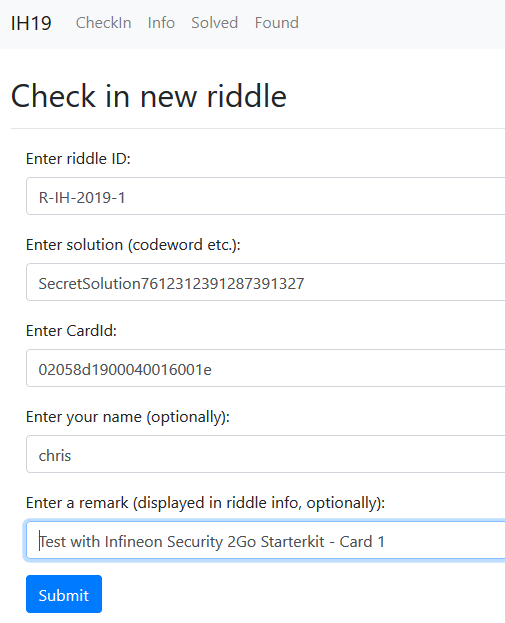 IH19 CheckIn Info Solved Found
Check in new riddle
Enter riddle ID:
R-IH-2019-1
Enter solution (codeword etc.):
SecretSolution7612312391287391327
Enter CardId:
02058d1900040016001e
Enter your name (optionally):
chris
Enter a remark (displayed in riddle info, optionally):
Test with Infineon Security 2Go Starterkit - Card 1
Submit